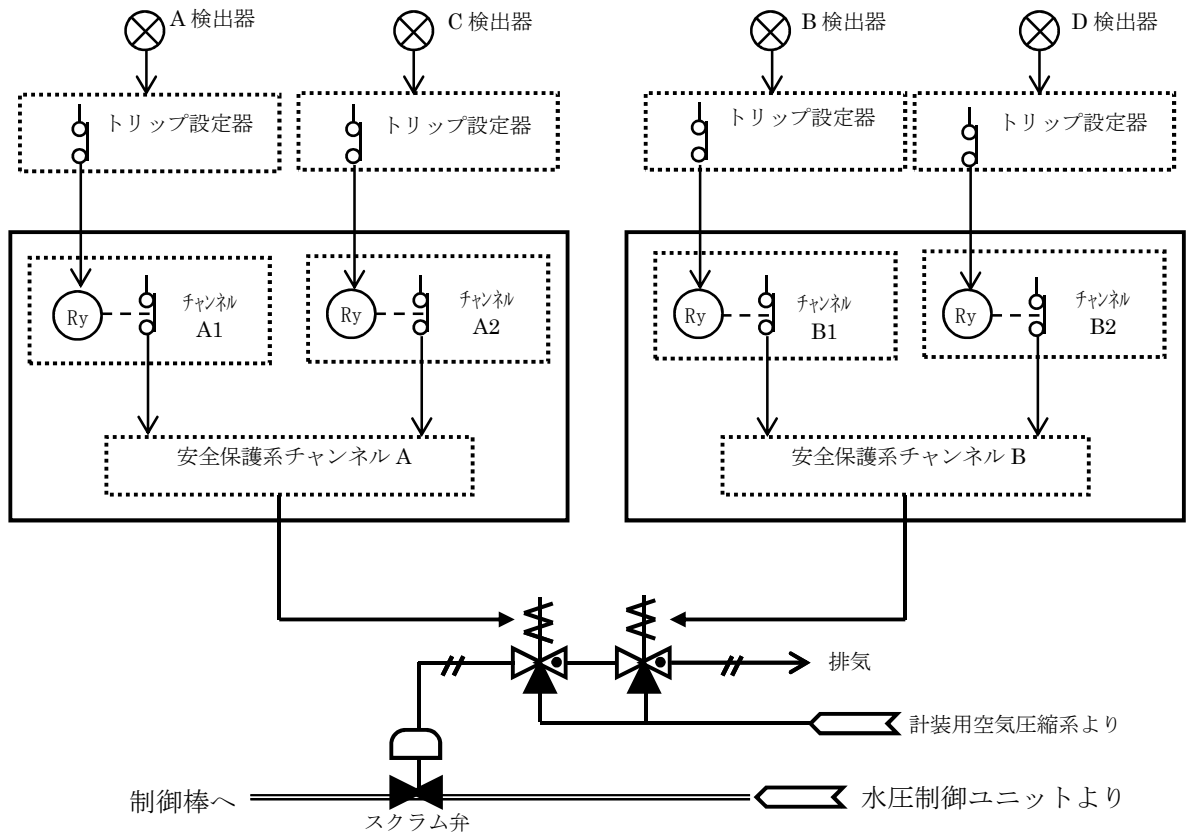 A 検出器
C 検出器
B 検出器
D 検出器
トリップ設定器
トリップ設定器
トリップ設定器
トリップ設定器
Ry
チャンネル
A1
Ry
チャンネル
A2
Ry
チャンネル
B1
Ry
チャンネル
B2
安全保護系チャンネル A
安全保護系チャンネル B
排気
計装用空気圧縮系より
制御棒へ
水圧制御ユニットより
スクラム弁